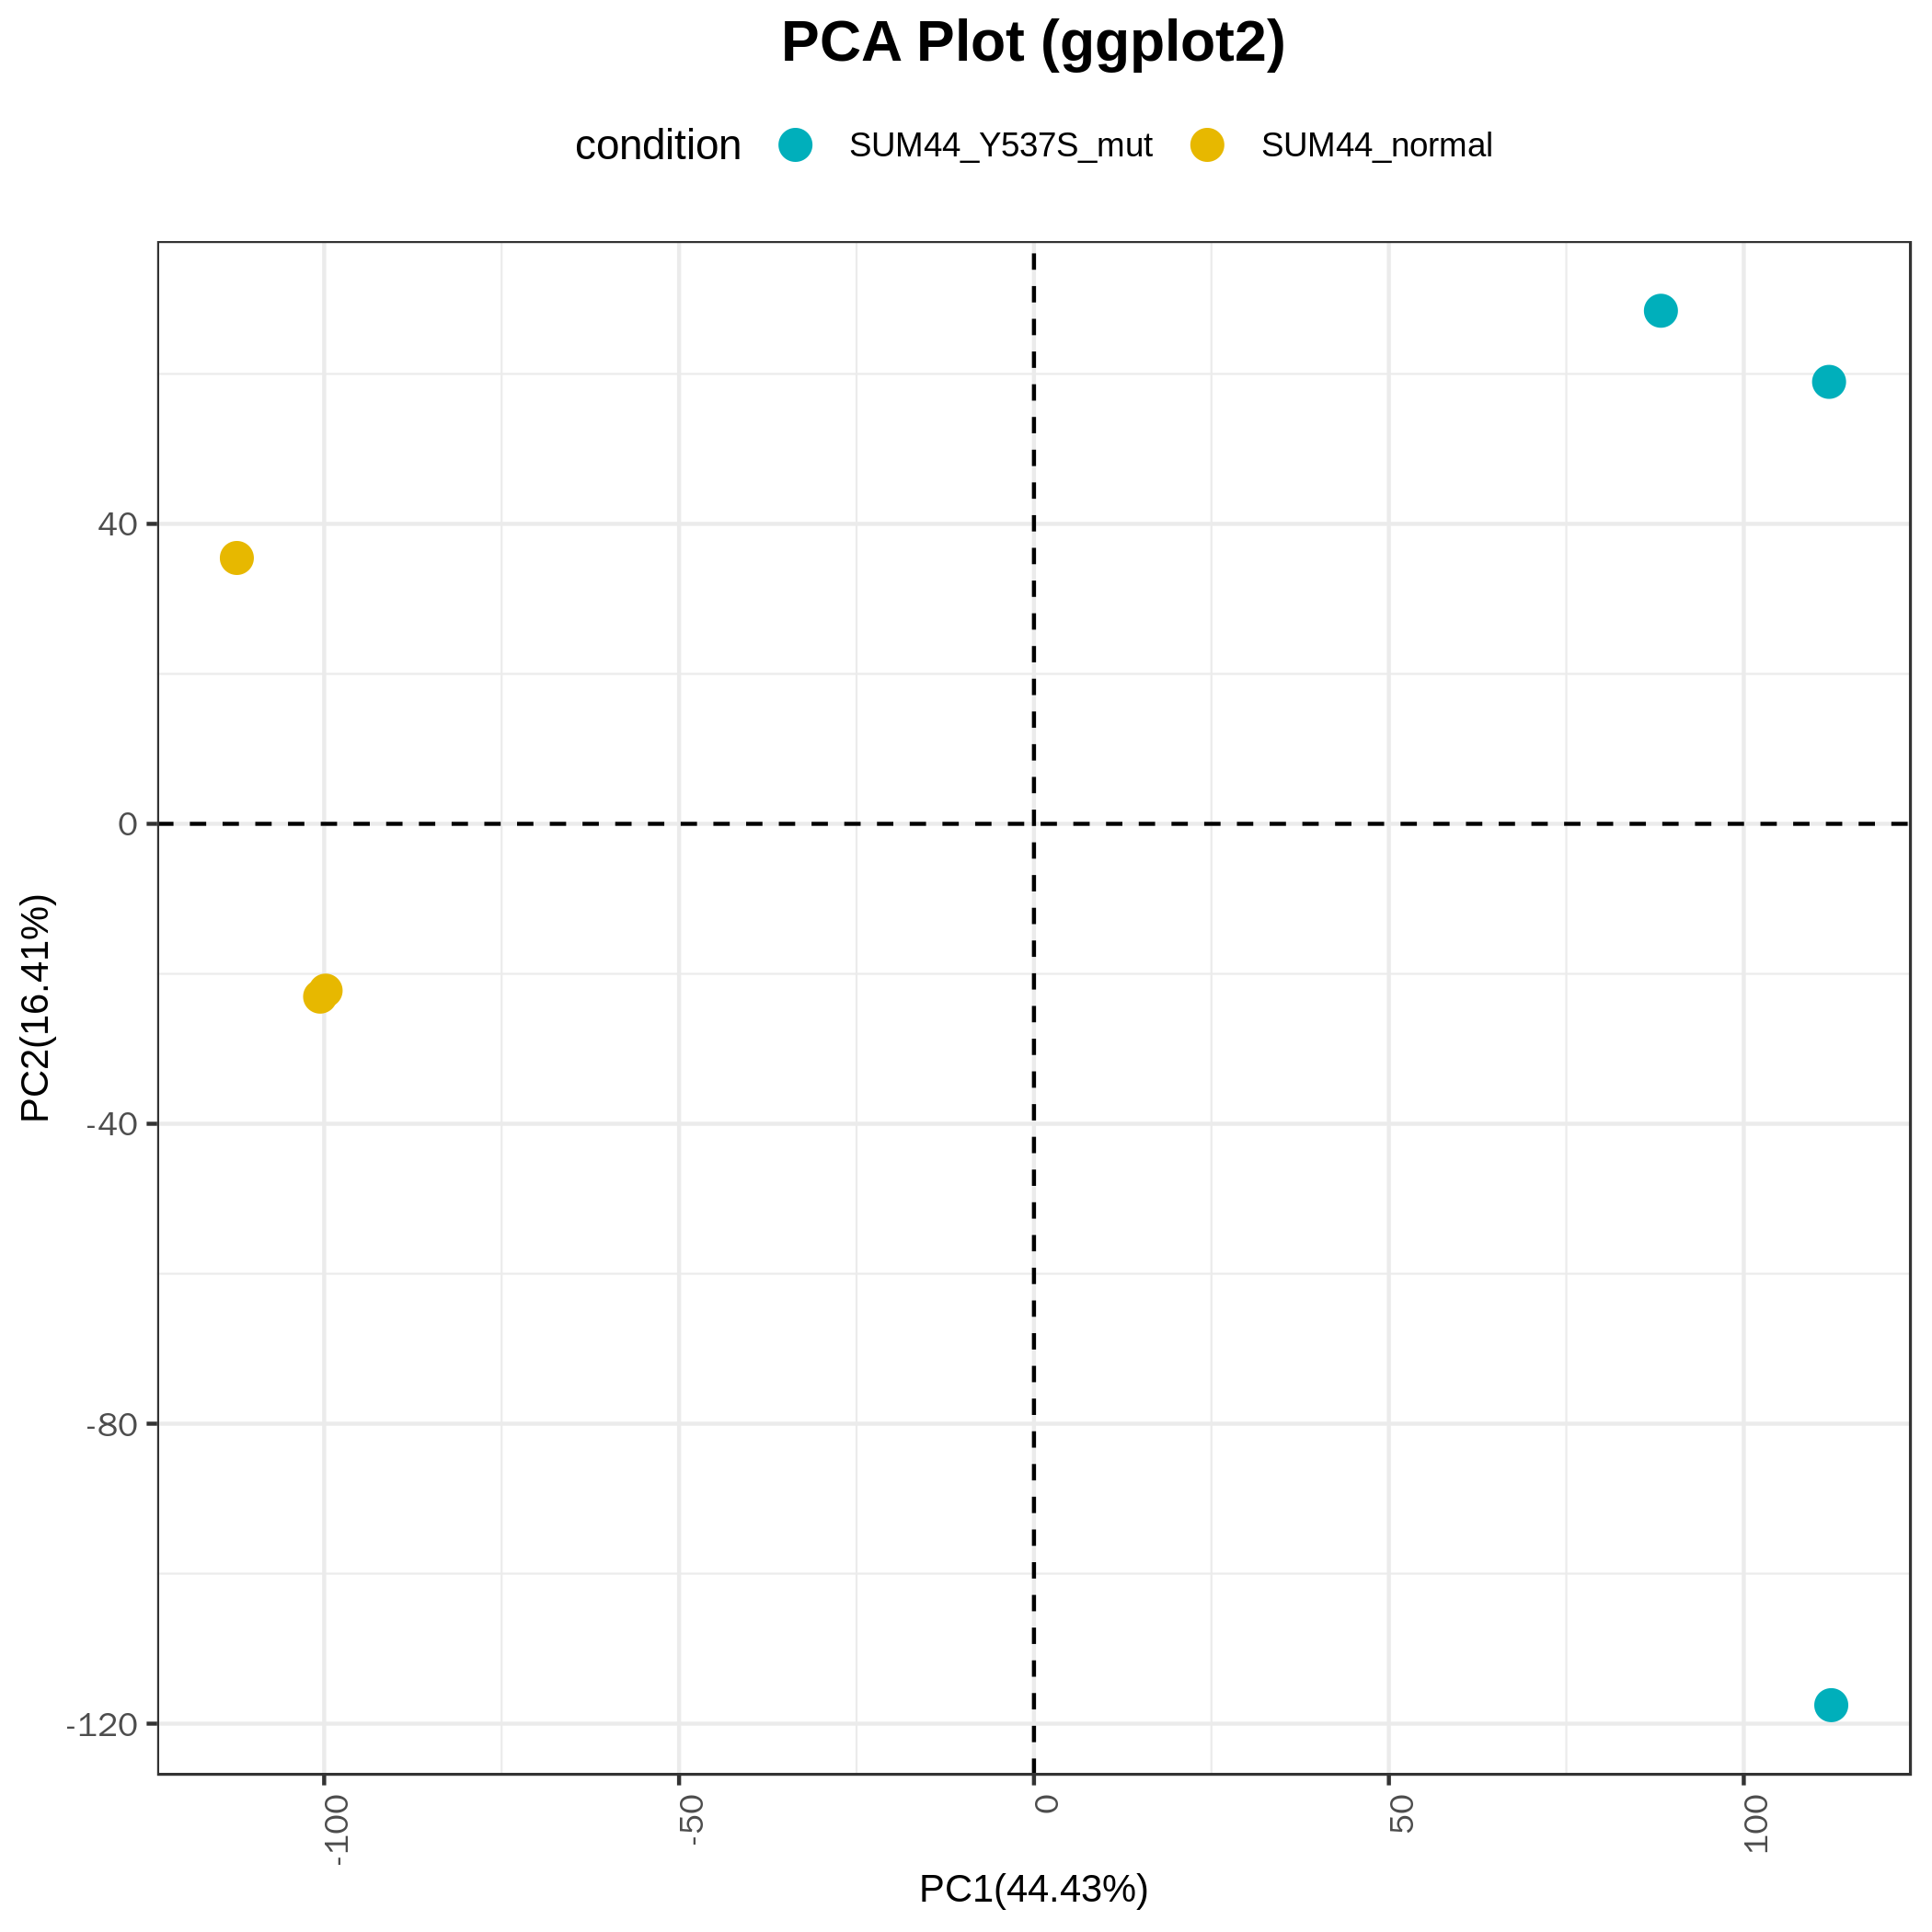 PCA Plot (ggplot2)
condition SUM44_Y537S_mut SUM44_normal
40
0
-40
-80
-120
PC2(16.41%)
-100 -50 0 50 100
PC1(44.43%)